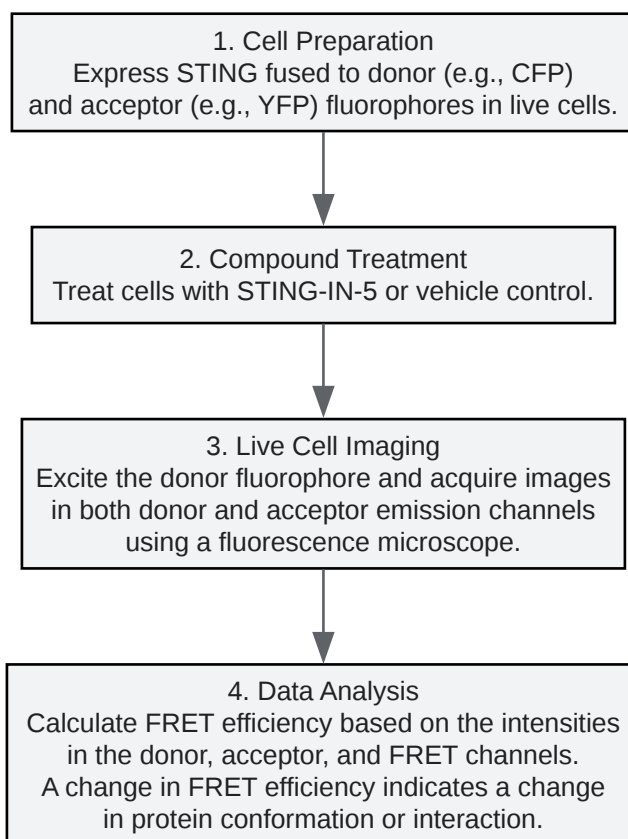 1. Cell Preparation
Express STING fused to donor (e.g., CFP)
and acceptor (e.g., YFP) fluorophores in live cells.
2. Compound Treatment
Treat cells with STING-IN-5 or vehicle control.
3. Live Cell Imaging
Excite the donor fluorophore and acquire images
in both donor and acceptor emission channels
using a fluorescence microscope.
4. Data Analysis
Calculate FRET efficiency based on the intensities
in the donor, acceptor, and FRET channels.
A change in FRET efficiency indicates a change
in protein conformation or interaction.